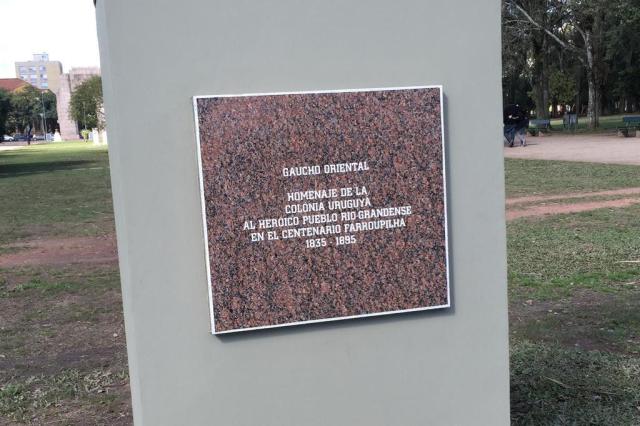 GAUCHO ORIENTAL
HOMENAJE DE LA
COLONIA URUGUYA
AL HEROICO PUEBLO RIO-GRANDENSE
EN EL CENTENARIO FARROUPILHA
1835 - 1895